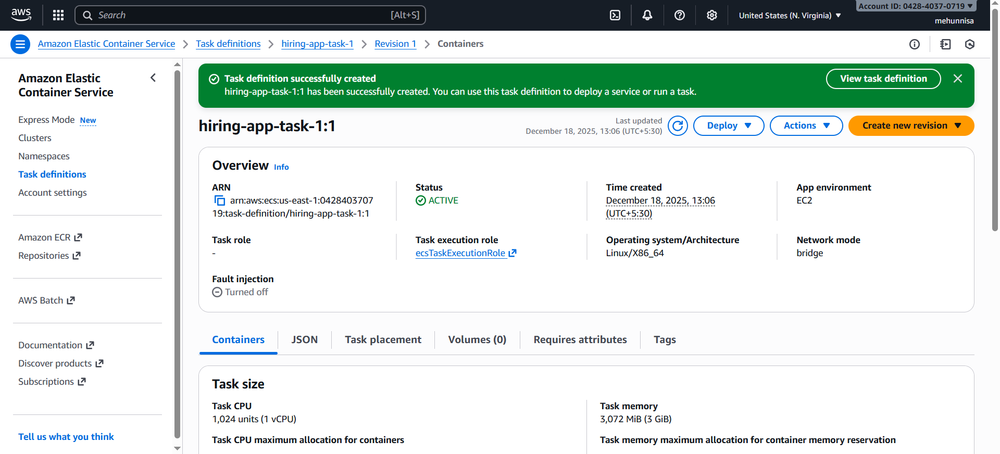 aws
Search
[Alt+S]
United States (N. Virginia)
Account ID: 0428-4037-0719
mehunnisa
Amazon Elastic Container Service
Task definitions
hiring-app-task-1
Revision 1
Containers
Amazon Elastic
Container Service
Express Mode New
Clusters
Namespaces
Task definitions
Account settings
Amazon ECR
Repositories
AWS Batch
Documentation
Discover products
Subscriptions
Tell us what you think
Task definition successfully created
hiring-app-task-1:1 has been successfully created. You can use this task definition to deploy a service or run a task.
View task definition
hiring-app-task-1:1
Last updated
December 18, 2025, 13:06 (UTC+5:30)
Deploy
Actions
Create new revision
Overview Info
ARN
arn:aws:ecs:us-east-1:0428403707
19:task-definition/hiring-app-task-1:1
Status
ACTIVE
Time created
December 18, 2025, 13:06
(UTC+5:30)
App environment
EC2
Task role
-
Task execution role
ecsTaskExecutionRole
Operating system/Architecture
Linux/X86_64
Network mode
bridge
Fault injection
Turned off
Containers
JSON
Task placement
Volumes (0)
Requires attributes
Tags
Task size
Task CPU
1,024 units (1 vCPU)
Task memory
3,072 MiB (3 GiB)
Task CPU maximum allocation for containers
Task memory maximum allocation for container memory reservation